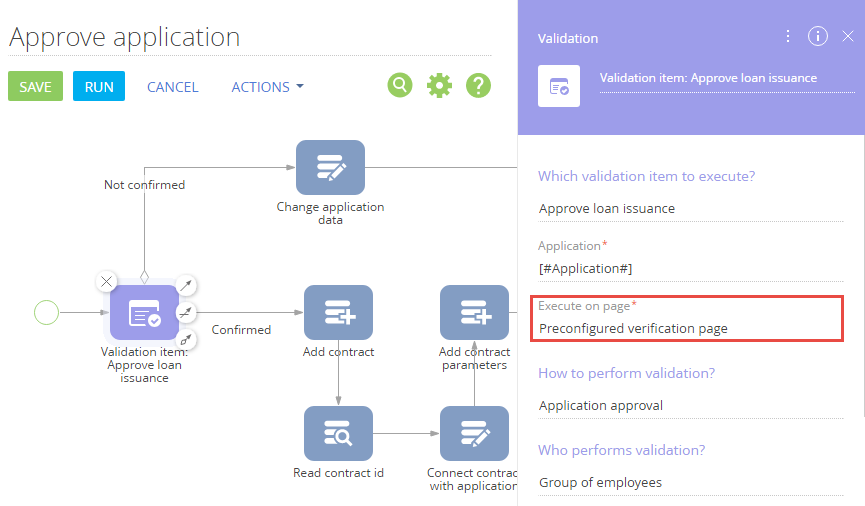 Approve application
SAVE
RUN
CANCEL
ACTIONS
Not confirmed
Change application
data
Validation item:
Approve loan
issuance
Confirmed
Add contract
Add contract
parameters
Read contract id
Connect contrac
with application
Validation
Validation item: Approve loan issuance
Which validation item to execute?
Approve loan issuance
Application*
[#Application#]
Execute on page*
Preconfigured verification page
How to perform validation?
Application approval
Who performs validation?
Group of employees